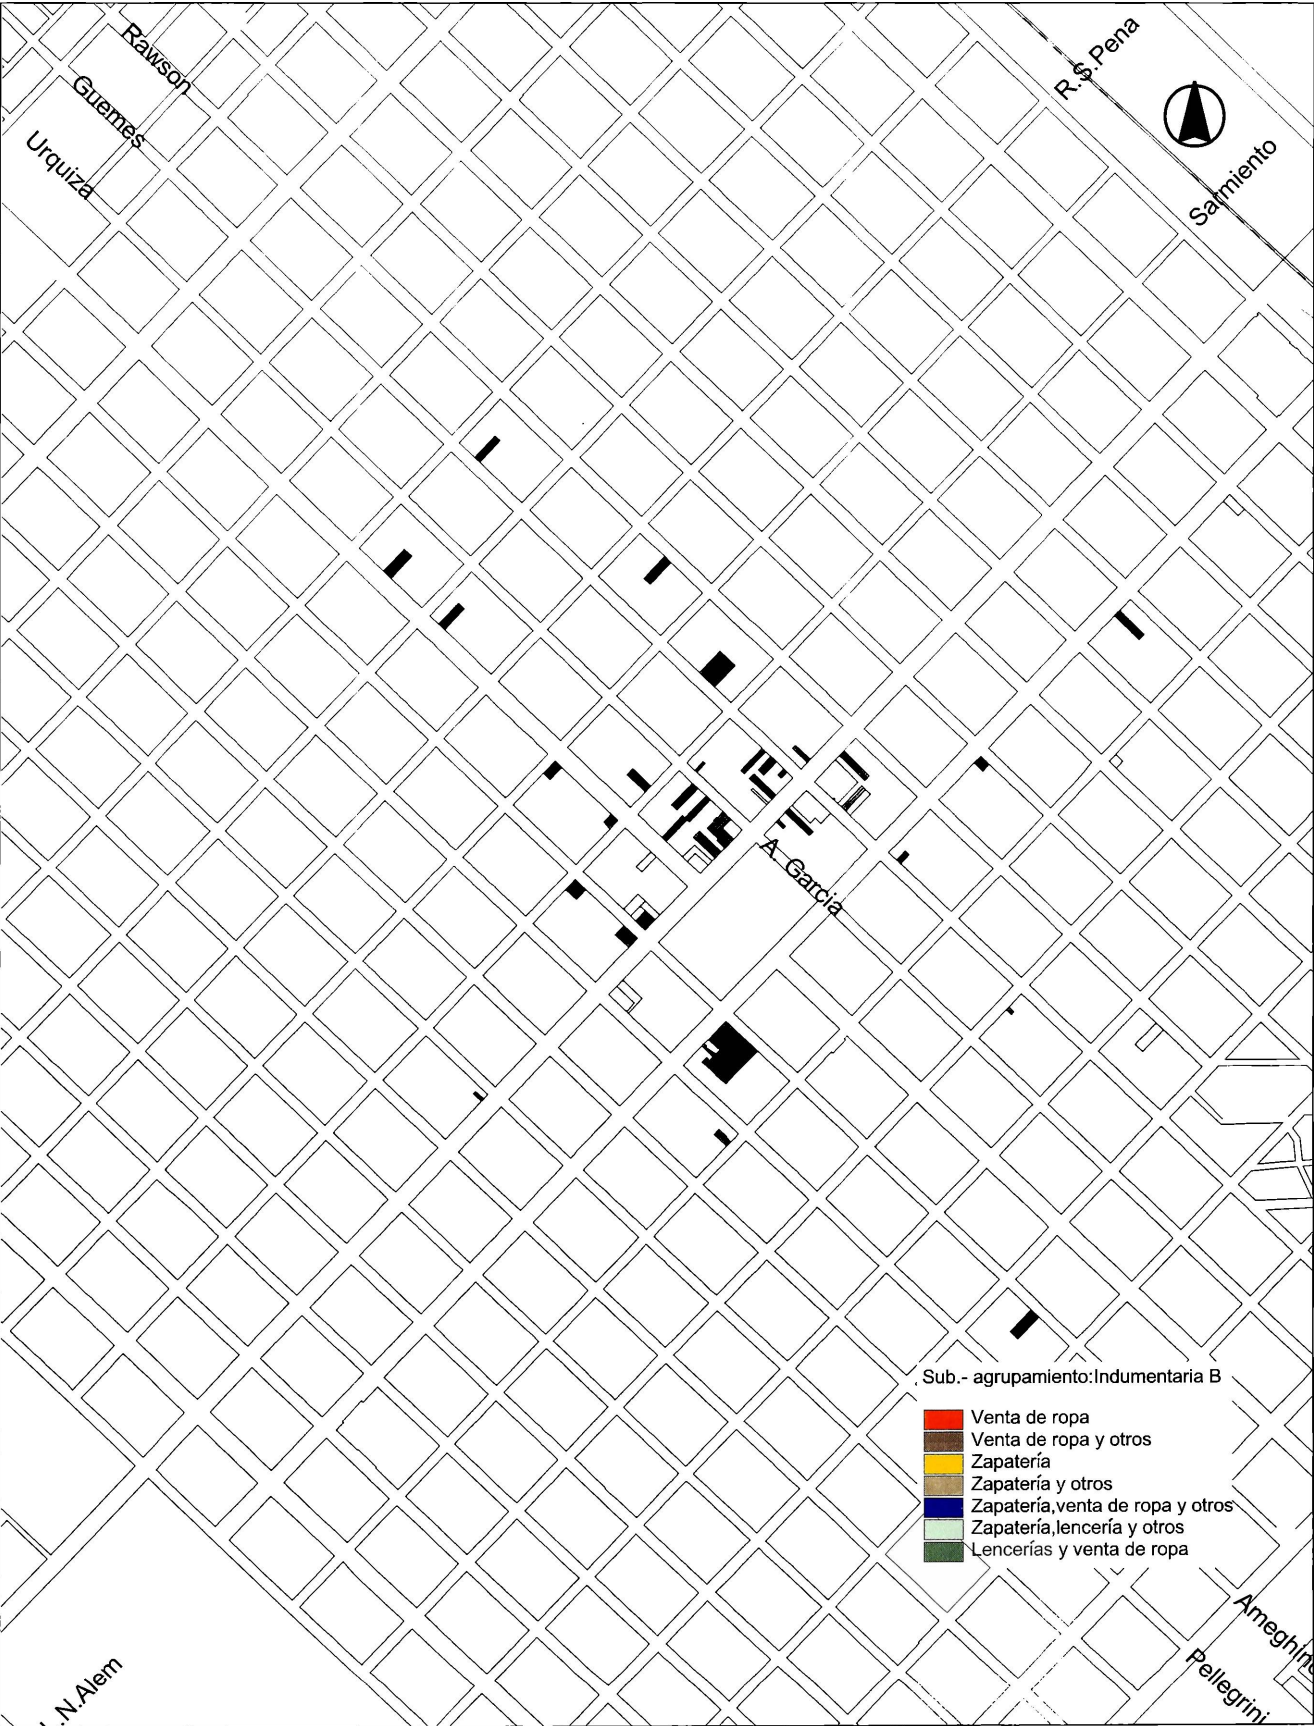 Rawson
Guemes
Urquiza
R.S.Pena
Sarmiento
A. Garcia
Sub.- agrupamiento:Indumentaria B
Venta de ropa
Venta de ropa y otros
Zapatería
Zapatería y otros
Zapatería,venta de ropa y otros
Zapatería,lencería y otros
Lencerías y venta de ropa
Pellegrini
.N.Alem